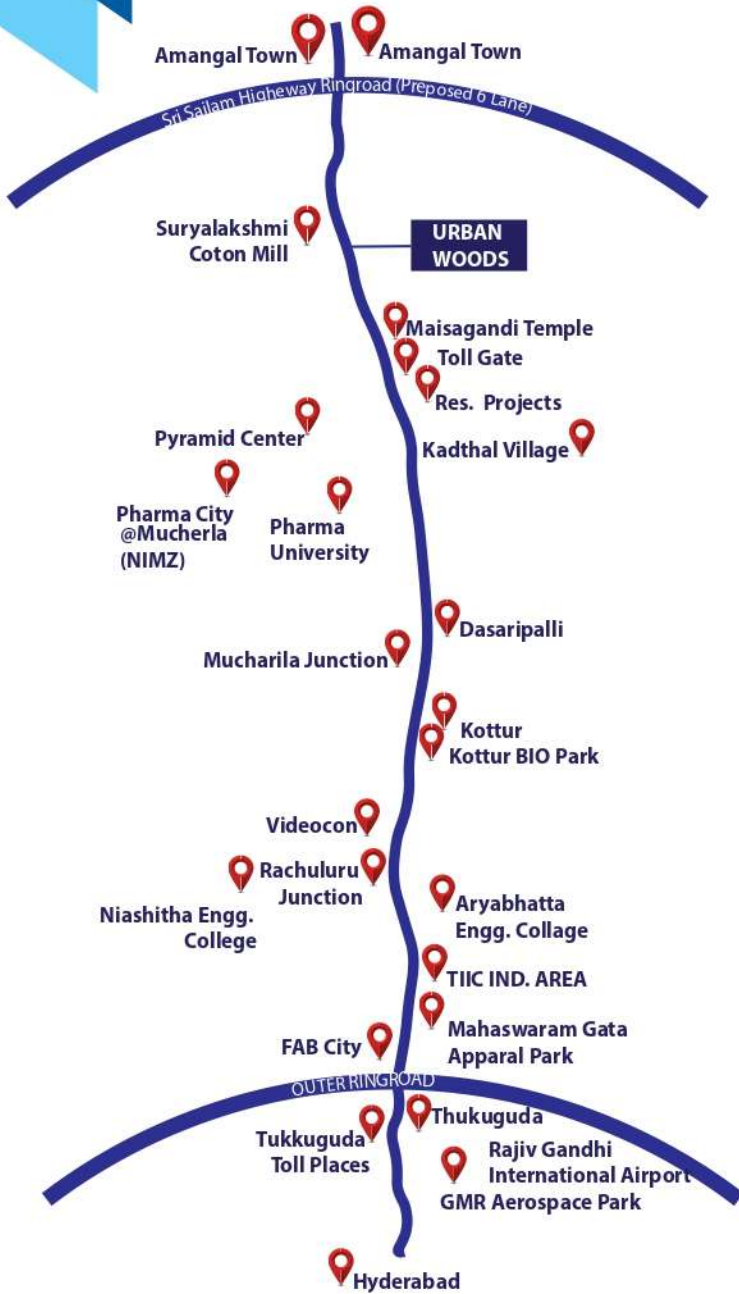 Amangal Town
Amangal Town
Sri Sailam Higheway Ringroad (Preposed 6 Lane)
Suryalakshmi
Coton Mill
URBAN
WOODS
Maisagandi Temple
Toll Gate
Res. Projects
Pyramid Center
Kadthal Village
Pharma City
@Mucherla
(NIMZ)
Pharma
University
Dasaripalli
Mucharila Junction
Kottur
Kottur BIO Park
Videocon
Rachuluru
Junction
Niashitha Engg.
College
Aryabhatta
Engg. Collage
TIIC IND. AREA
Mahaswaram Gata
Apparal Park
FAB City
OUTER RINGROAD
Thukuguda
Tukkuguda
Toll Places
Rajiv Gandhi
International Airport
GMR Aerospace Park
Hyderabad